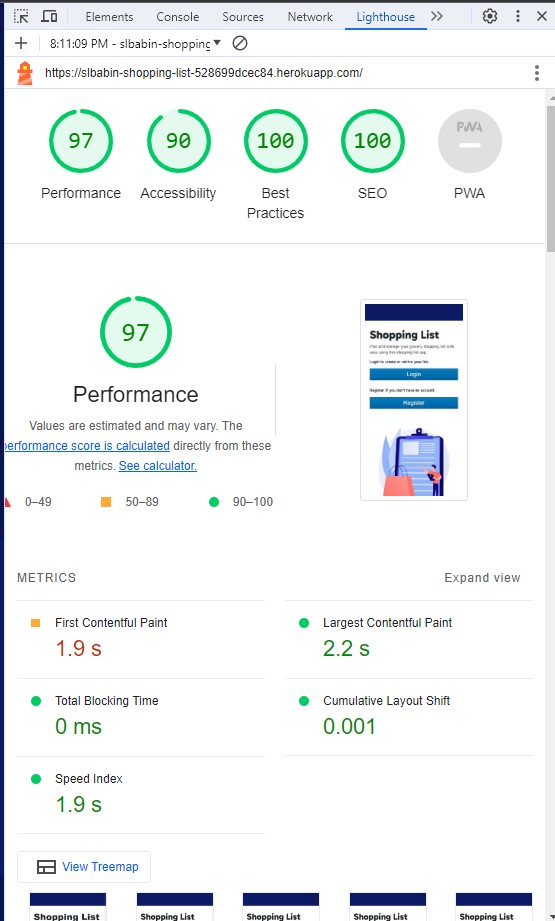 Elements Console Sources Network Lighthouse
8:11:09 PM - slbabin-shopping
https://slbabin-shopping-list-528699dcec84.herokuapp.com/
97 90 100 100 PWA
Performance Accessibility Best Practices SEO PWA
97
Performance
Values are estimated and may vary. The
performance score is calculated directly from these
metrics. See calculator.
0–49 50–89 90–100
Shopping List
Plan and manage your grocery shopping list with
ease using this shopping list app.
Login to create or retrive your list.
Login
Register if you don't have an account.
Register
METRICS Expand view
First Contentful Paint Largest Contentful Paint
1.9 s 2.2 s
Total Blocking Time Cumulative Layout Shift
0 ms 0.001
Speed Index
1.9 s
View Treemap
Shopping List Shopping List Shopping List Shopping List Shopping List